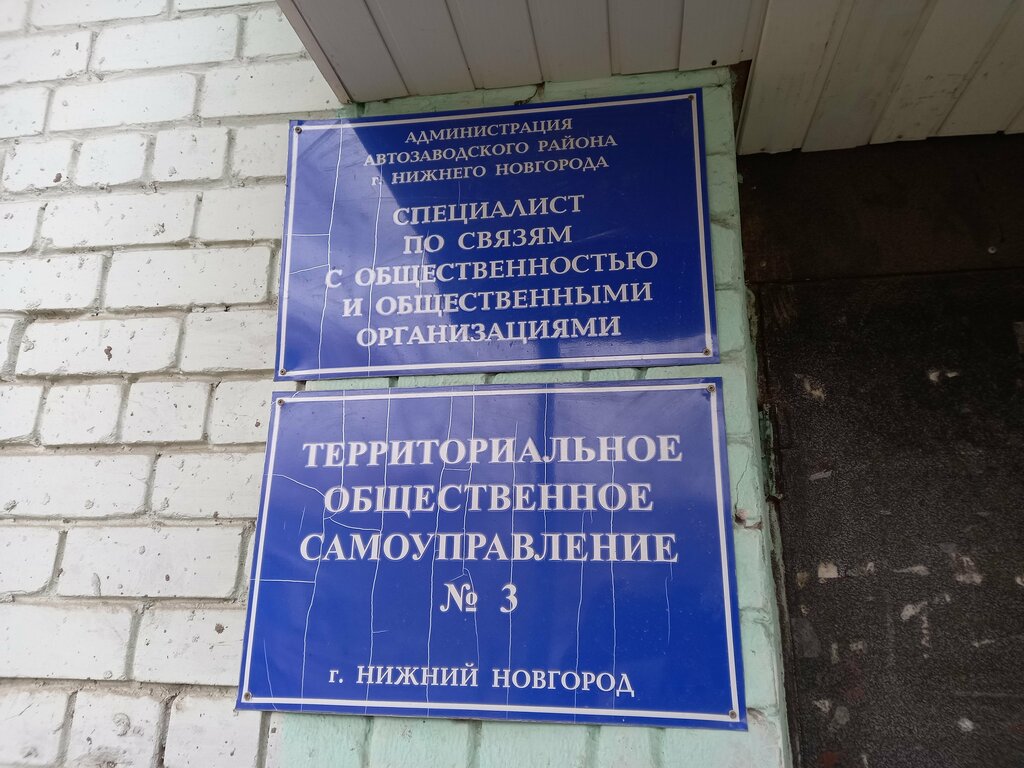 АДМИНИСТРАЦИЯ
АВТОЗАВОДСКОГО РАЙОНА
г. НИЖНЕГО НОВГОРОДА
СПЕЦИАЛИСТ
ПО СВЯЗЯМ
С ОБЩЕСТВЕННОСТЬЮ
И ОБЩЕСТВЕННЫМИ
ОРГАНИЗАЦИЯМИ
ТЕРРИТОРИАЛЬНОЕ
ОБЩЕСТВЕННОЕ
САМОУПРАВЛЕНИЕ
№ 3
г. НИЖНИЙ НОВГОРОД